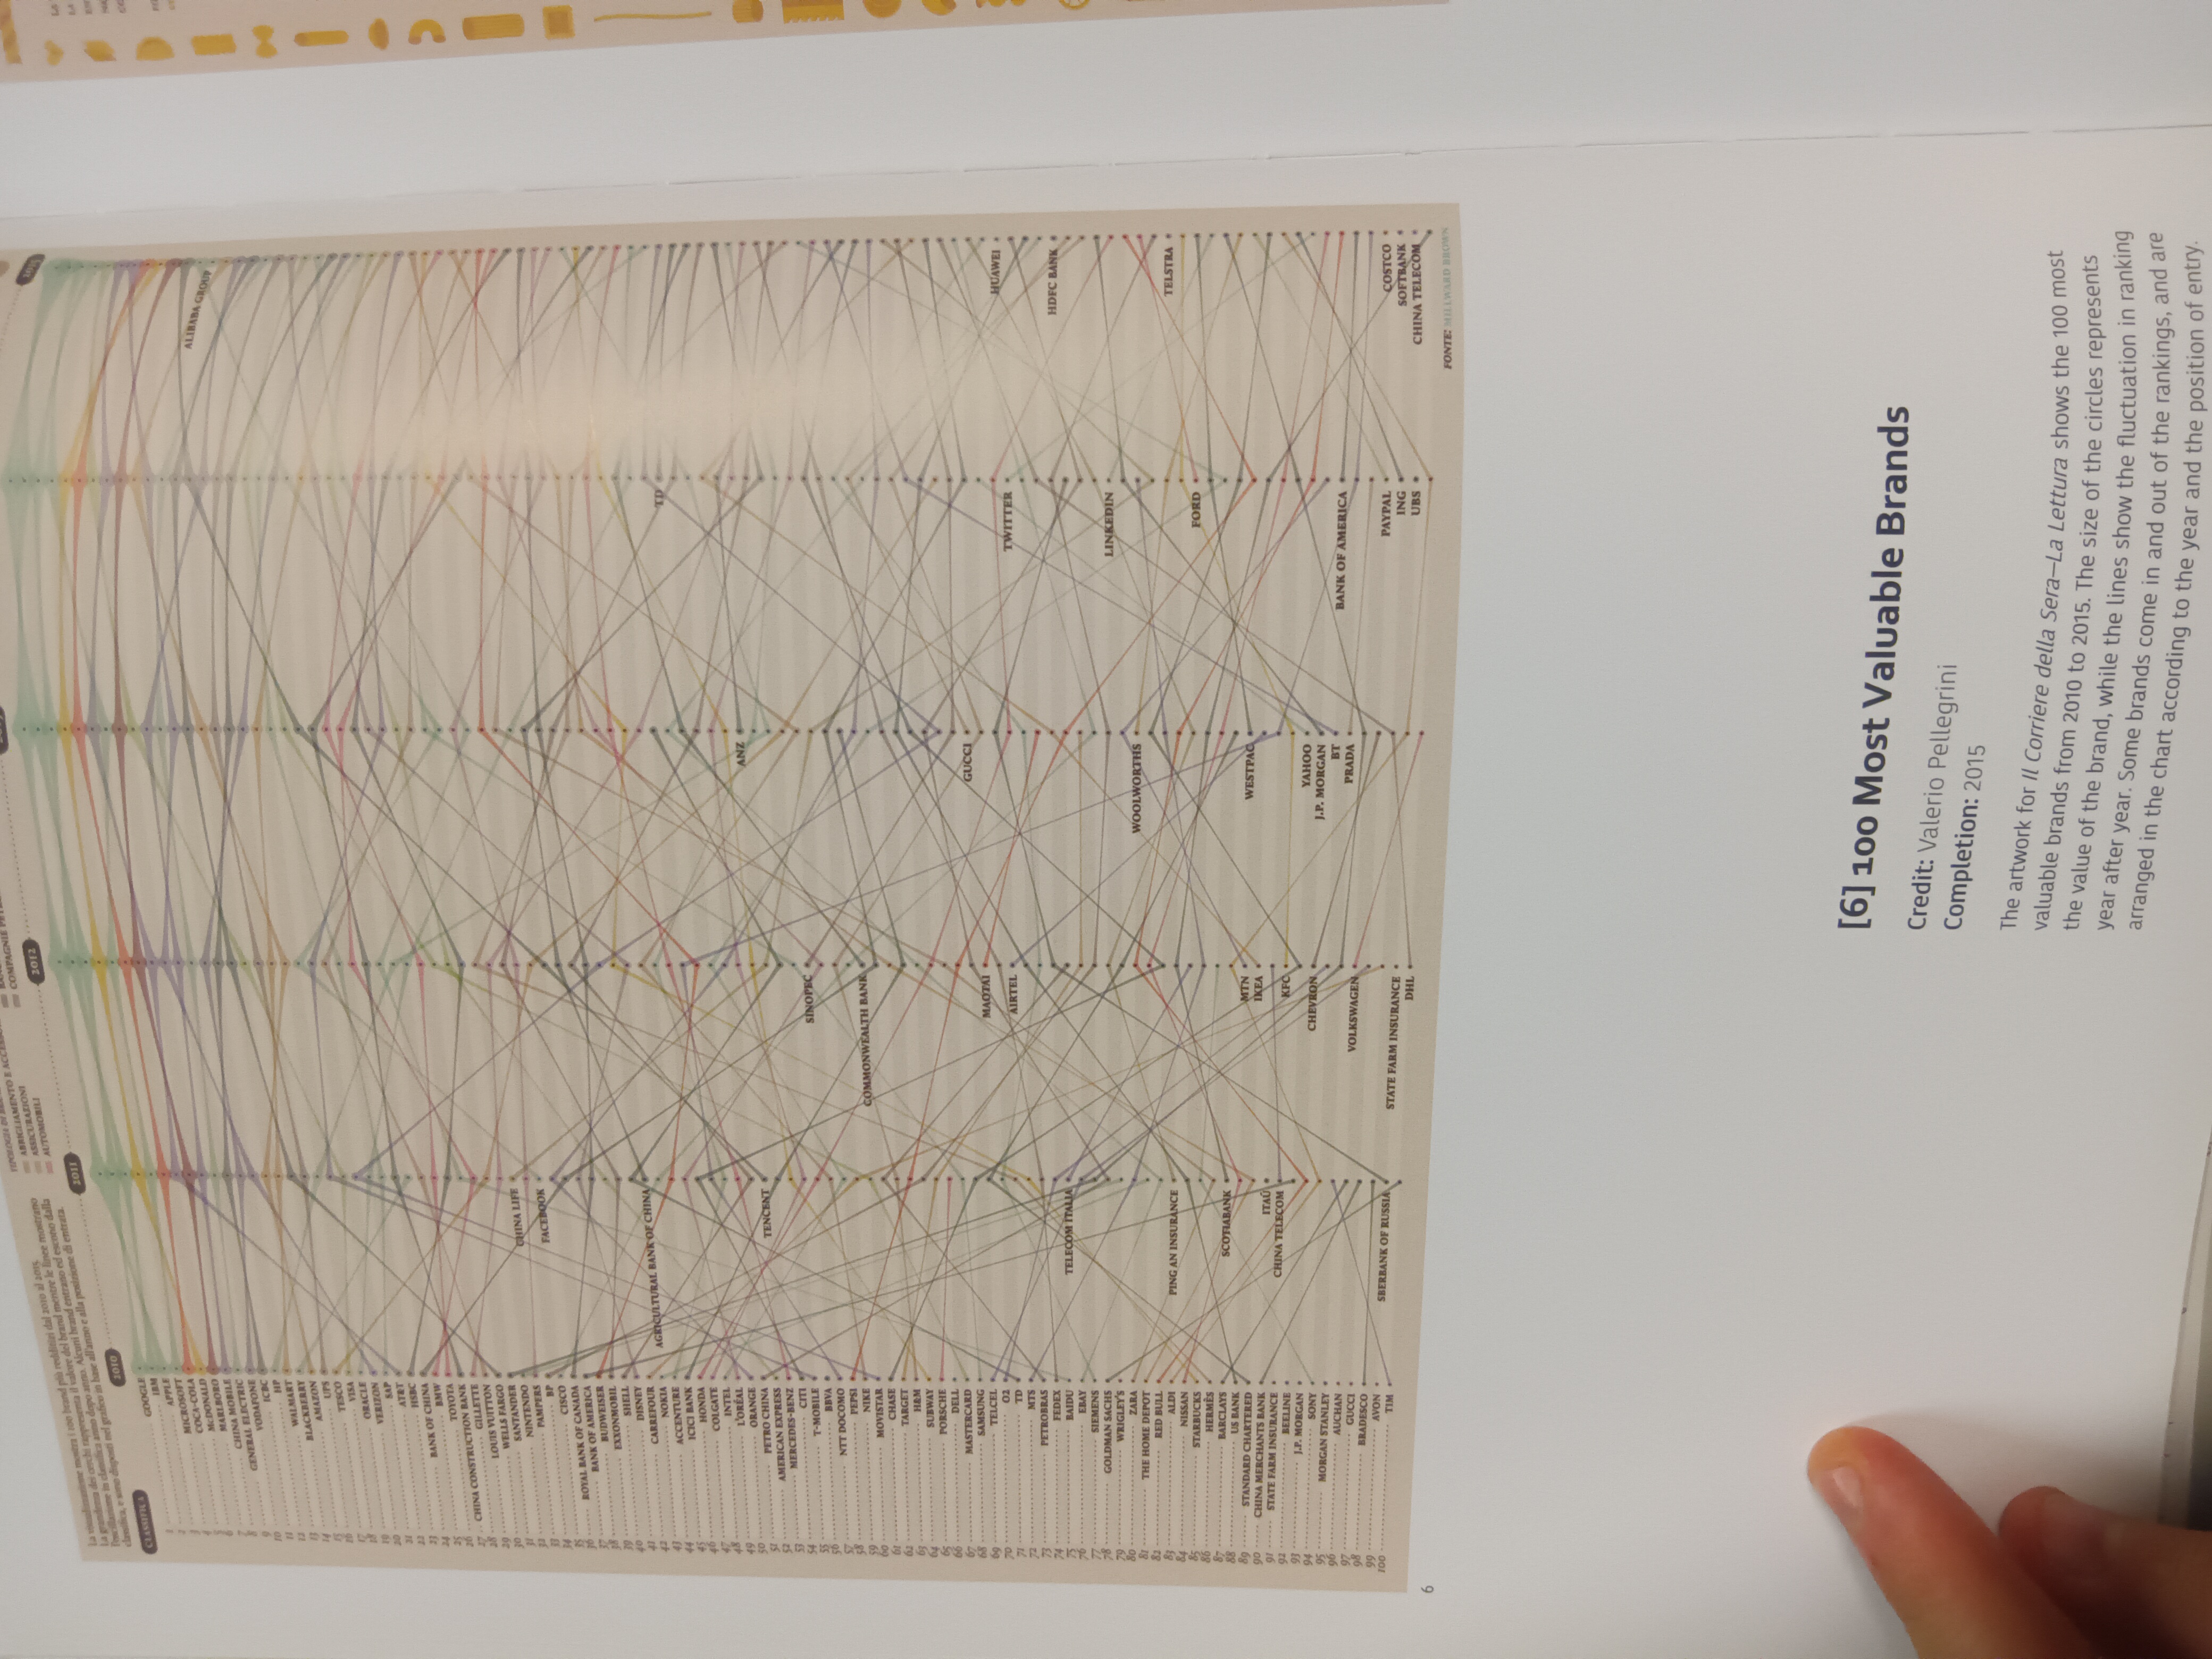 La visualizzazione mostra i 100 brand più redditizi dal 2010 al 2015.
La grandezza dei cerchi rappresenta il valore del brand mentre le linee mostrano
l'oscillazione in classifica anno dopo anno. Alcuni brand entrano ed escono dalla
classifica, e sono disposti nel grafico in base all'anno e alla posizione di entrata.
ABBIGLIAMENTO E
ASSICURAZIONI
AUTOMOBILI
COMPAGNIE
CLASSIFICA
2010
2011
2012
2015
1 GOOGLE
2 IBM
3 APPLE
4 MICROSOFT
5 COCA-COLA
6 McDONALD
7 MARLBORO
8 CHINA MOBILE
9 GENERAL ELECTRIC
10 VODAFONE
11 ICBC
12 HP
13 WALMART
14 BLACKBERRY
15 AMAZON
16 UPS
17 TESCO
18 VISA
19 ORACLE
20 VERIZON
21 SAP
22 AT&T
23 HSBC
24 BANK OF CHINA
25 BMW
26 TOYOTA
27 CHINA CONSTRUCTION BANK
28 GILLETTE
29 LOUIS VUITTON
30 WELLS FARGO
31 SANTANDER
32 NINTENDO
33 PAMPERS
34 BP
35 CISCO
36 ROYAL BANK OF CANADA
37 BANK OF AMERICA
38 BUDWEISER
39 EXXONMOBIL
40 SHELL
41 DISNEY
42 CARREFOUR
43 NOKIA
44 ACCENTURE
45 ICICI BANK
46 HONDA
47 COLGATE
48 INTEL
49 L'ORÉAL
50 ORANGE
51 PETRO CHINA
52 AMERICAN EXPRESS
53 MERCEDES-BENZ
54 CITI
55 T-MOBILE
56 BBVA
57 NTT DOCOMO
58 PEPSI
59 NIKE
60 MOVISTAR
61 CHASE
62 TARGET
63 H&M
64 SUBWAY
65 PORSCHE
66 DELL
67 MASTERCARD
68 SAMSUNG
69 TELCEL
70 O2
71 TD
72 MTS
73 PETROBRAS
74 FEDEX
75 BAIDU
76 EBAY
77 SIEMENS
78 GOLDMAN SACHS
79 WRIGLEY'S
80 ZARA
81 THE HOME DEPOT
82 RED BULL
83 ALDI
84 NISSAN
85 STARBUCKS
86 HERMÈS
87 BARCLAYS
88 US BANK
89 STANDARD CHARTERED
90 CHINA MERCHANTS BANK
91 STATE FARM INSURANCE
92 BEELINE
93 J.P. MORGAN
94 SONY
95 MORGAN STANLEY
96 AUCHAN
97 GUCCI
98 BRADESCO
99 AVON
100 TIM
CHINA LIFE
FACEBOOK
AGRICULTURAL BANK OF CHINA
TENCENT
TELECOM ITALIA
PING AN INSURANCE
SCOTIABANK
ITAÚ
CHINA TELECOM
SBERBANK OF RUSSIA
SINOPEC
COMMONWEALTH BANK
MAOTAI
AIRTEL
MTN
IKEA
KFC
CHEVRON
VOLKSWAGEN
STATE FARM INSURANCE
DHL
ANZ
GUCCI
WOOLWORTHS
WESTPAC
YAHOO
J.P. MORGAN
BT
PRADA
TD
TWITTER
LINKEDIN
FORD
BANK OF AMERICA
PAYPAL
ING
UBS
ALIBABA GROUP
HUAWEI
HDFC BANK
TELSTRA
COSTCO
SOFTBANK
CHINA TELECOM
FONTE: MILLWARD BROWN
6
[6] 100 Most Valuable Brands
Credit: Valerio Pellegrini
Completion: 2015
The artwork for Il Corriere della Sera—La Lettura shows the 100 most
valuable brands from 2010 to 2015. The size of the circles represents
the value of the brand, while the lines show the fluctuation in ranking
year after year. Some brands come in and out of the rankings, and are
arranged in the chart according to the year and the position of entry.